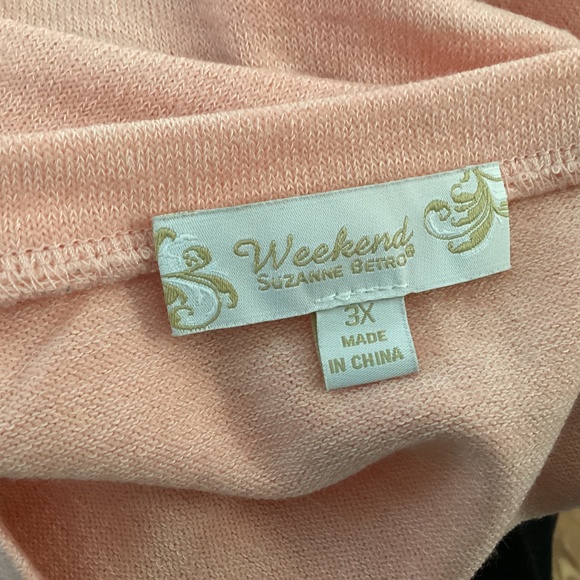 Weekend
SUZANNE BETRO®
3X
MADE
IN CHINA